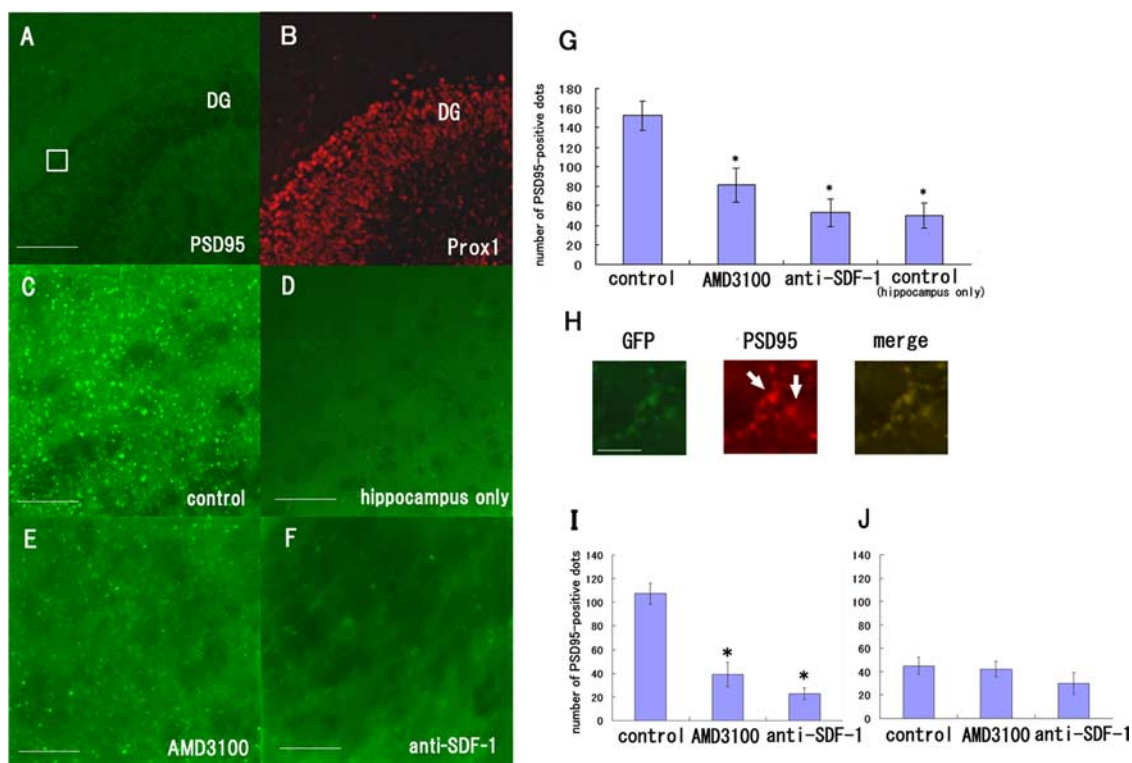 A
DG
PSD95
B
DG
Prox1
C
control
D
hippocampus only
E
AMD3100
F
anti-SDF-1
G
number of PSD95-positive dots
180
160
140
120
100
80
60
40
20
0
*
*
*
control AMD3100 anti-SDF-1 control
(hippocampus only)
H
GFP PSD95 merge
I
number of PSD95-positive dots
140
120
100
80
60
40
20
0
*
*
control AMD3100 anti-SDF-1
J
140
120
100
80
60
40
20
0
control AMD3100 anti-SDF-1